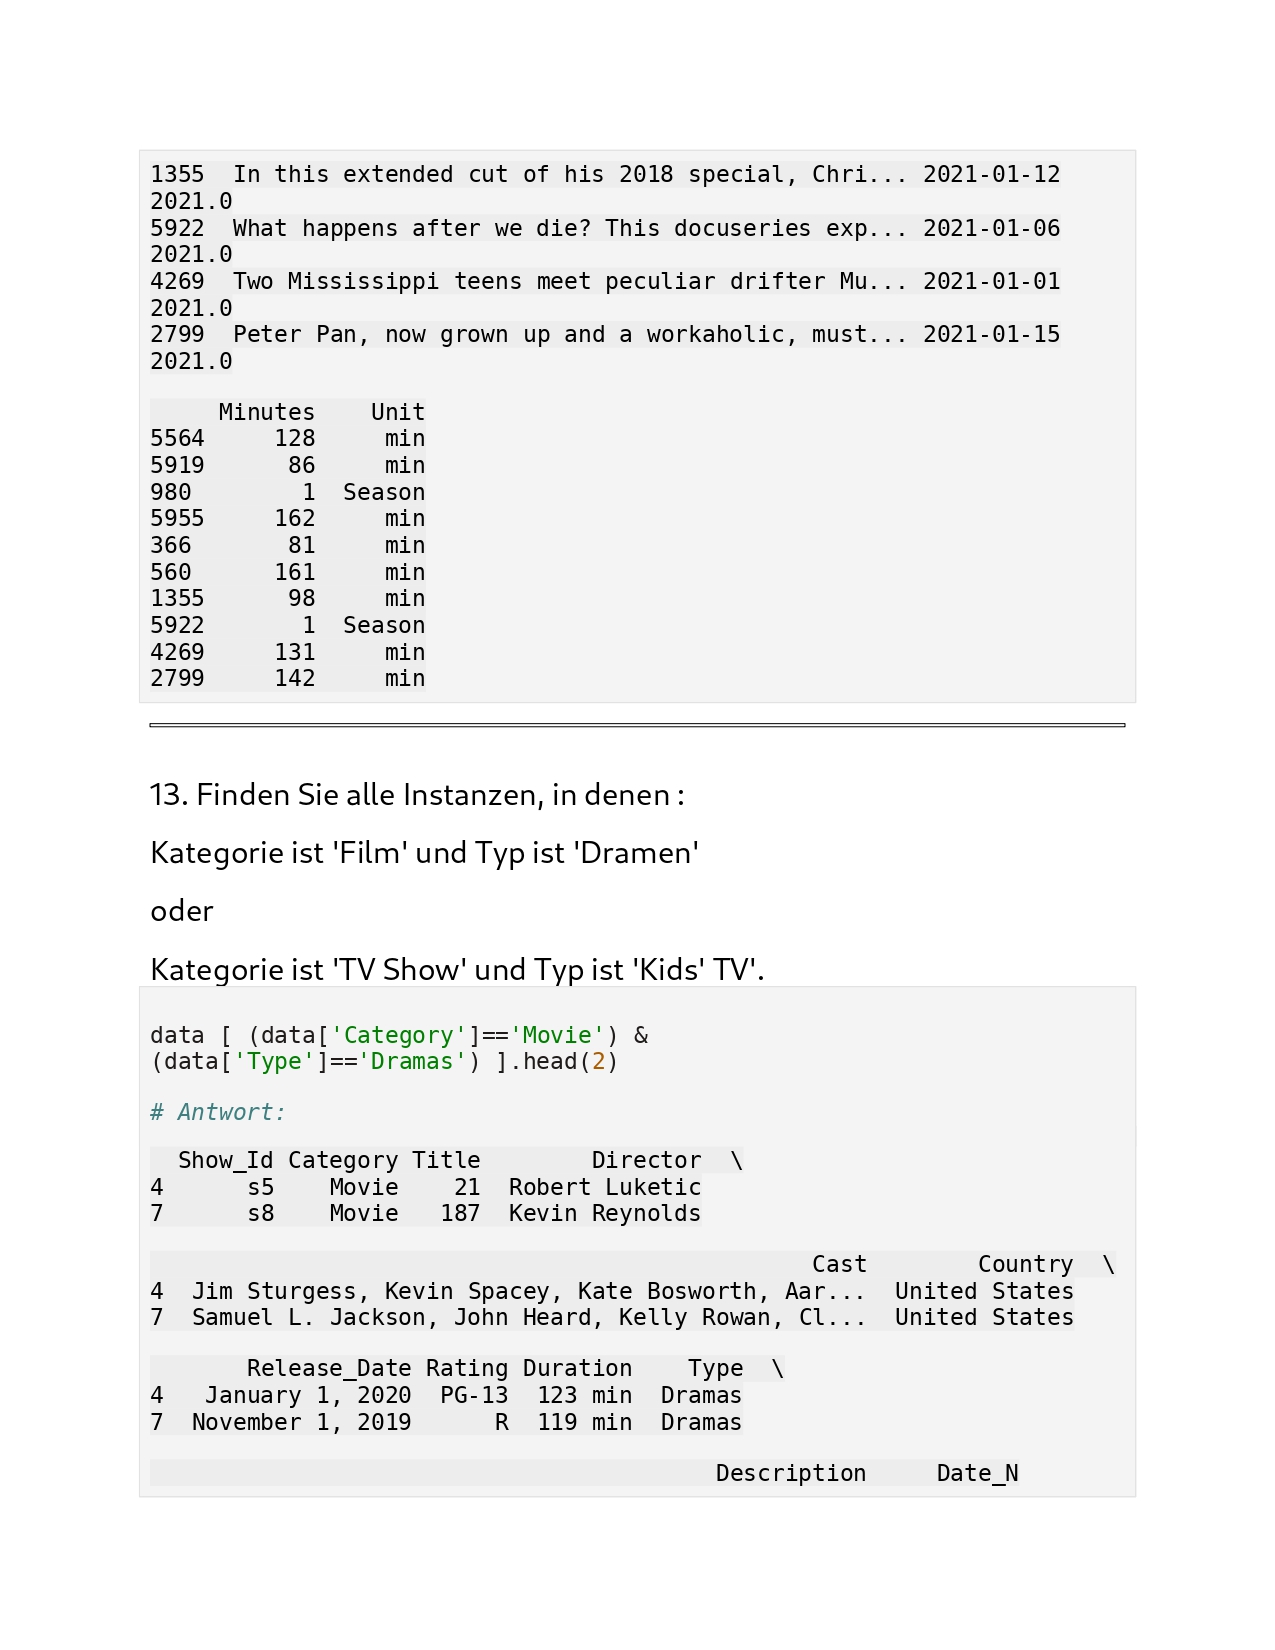 1355  In this extended cut of his 2018 special, Chri... 2021-01-12
2021.0
5922  What happens after we die? This docuseries exp... 2021-01-06
2021.0
4269  Two Mississippi teens meet peculiar drifter Mu... 2021-01-01
2021.0
2799  Peter Pan, now grown up and a workaholic, must... 2021-01-15
2021.0
     Minutes    Unit
5564     128     min
5919      86     min
980        1  Season
5955     162     min
366       81     min
560      161     min
1355      98     min
5922       1  Season
4269     131     min
2799     142     min
13. Finden Sie alle Instanzen, in denen :
Kategorie ist 'Film' und Typ ist 'Dramen'
oder
Kategorie ist 'TV Show' und Typ ist 'Kids' TV'.
data [ (data['Category']=='Movie') &
(data['Type']=='Dramas') ].head(2)
# Antwort:
  Show_Id Category Title        Director  \
4      s5    Movie    21  Robert Luketic
7      s8    Movie   187  Kevin Reynolds
                                                Cast        Country  \
4  Jim Sturgess, Kevin Spacey, Kate Bosworth, Aar...  United States
7  Samuel L. Jackson, John Heard, Kelly Rowan, Cl...  United States
       Release_Date Rating Duration    Type  \
4   January 1, 2020  PG-13  123 min  Dramas
7  November 1, 2019      R  119 min  Dramas
                                         Description     Date_N